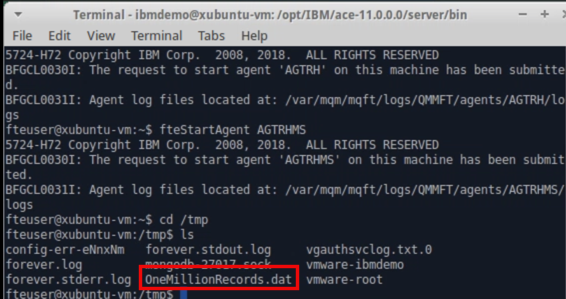 Terminal - ibmdemo@xubuntu-vm: /opt/IBM/ace-11.0.0.0/server/bin
File Edit View Terminal Tabs Help
5724-H72 Copyright IBM Corp. 2008, 2018. ALL RIGHTS RESERVED
BFGCL0030I: The request to start agent 'AGTRH' on this machine has been submitte
d.
BFGCL0031I: Agent log files located at: /var/mqm/mqft/logs/QMMFT/agents/AGTRH/lo
gs
fteuser@xubuntu-vm:~$ fteStartAgent AGTRHMS
5724-H72 Copyright IBM Corp. 2008, 2018. ALL RIGHTS RESERVED
BFGCL0030I: The request to start agent 'AGTRHMS' on this machine has been submit
ted.
BFGCL0031I: Agent log files located at: /var/mqm/mqft/logs/QMMFT/agents/AGTRHMS/
logs
fteuser@xubuntu-vm:~$ cd /tmp
fteuser@xubuntu-vm:/tmp$ ls
config-err-eNnxNm forever.stdout.log vgauthsvclog.txt.0
forever.log mongodb-27017.sock vmware-ibmdemo
forever.stderr.log OneMillionRecords.dat vmware-root
fteuser@xubuntu-vm:/tmp$